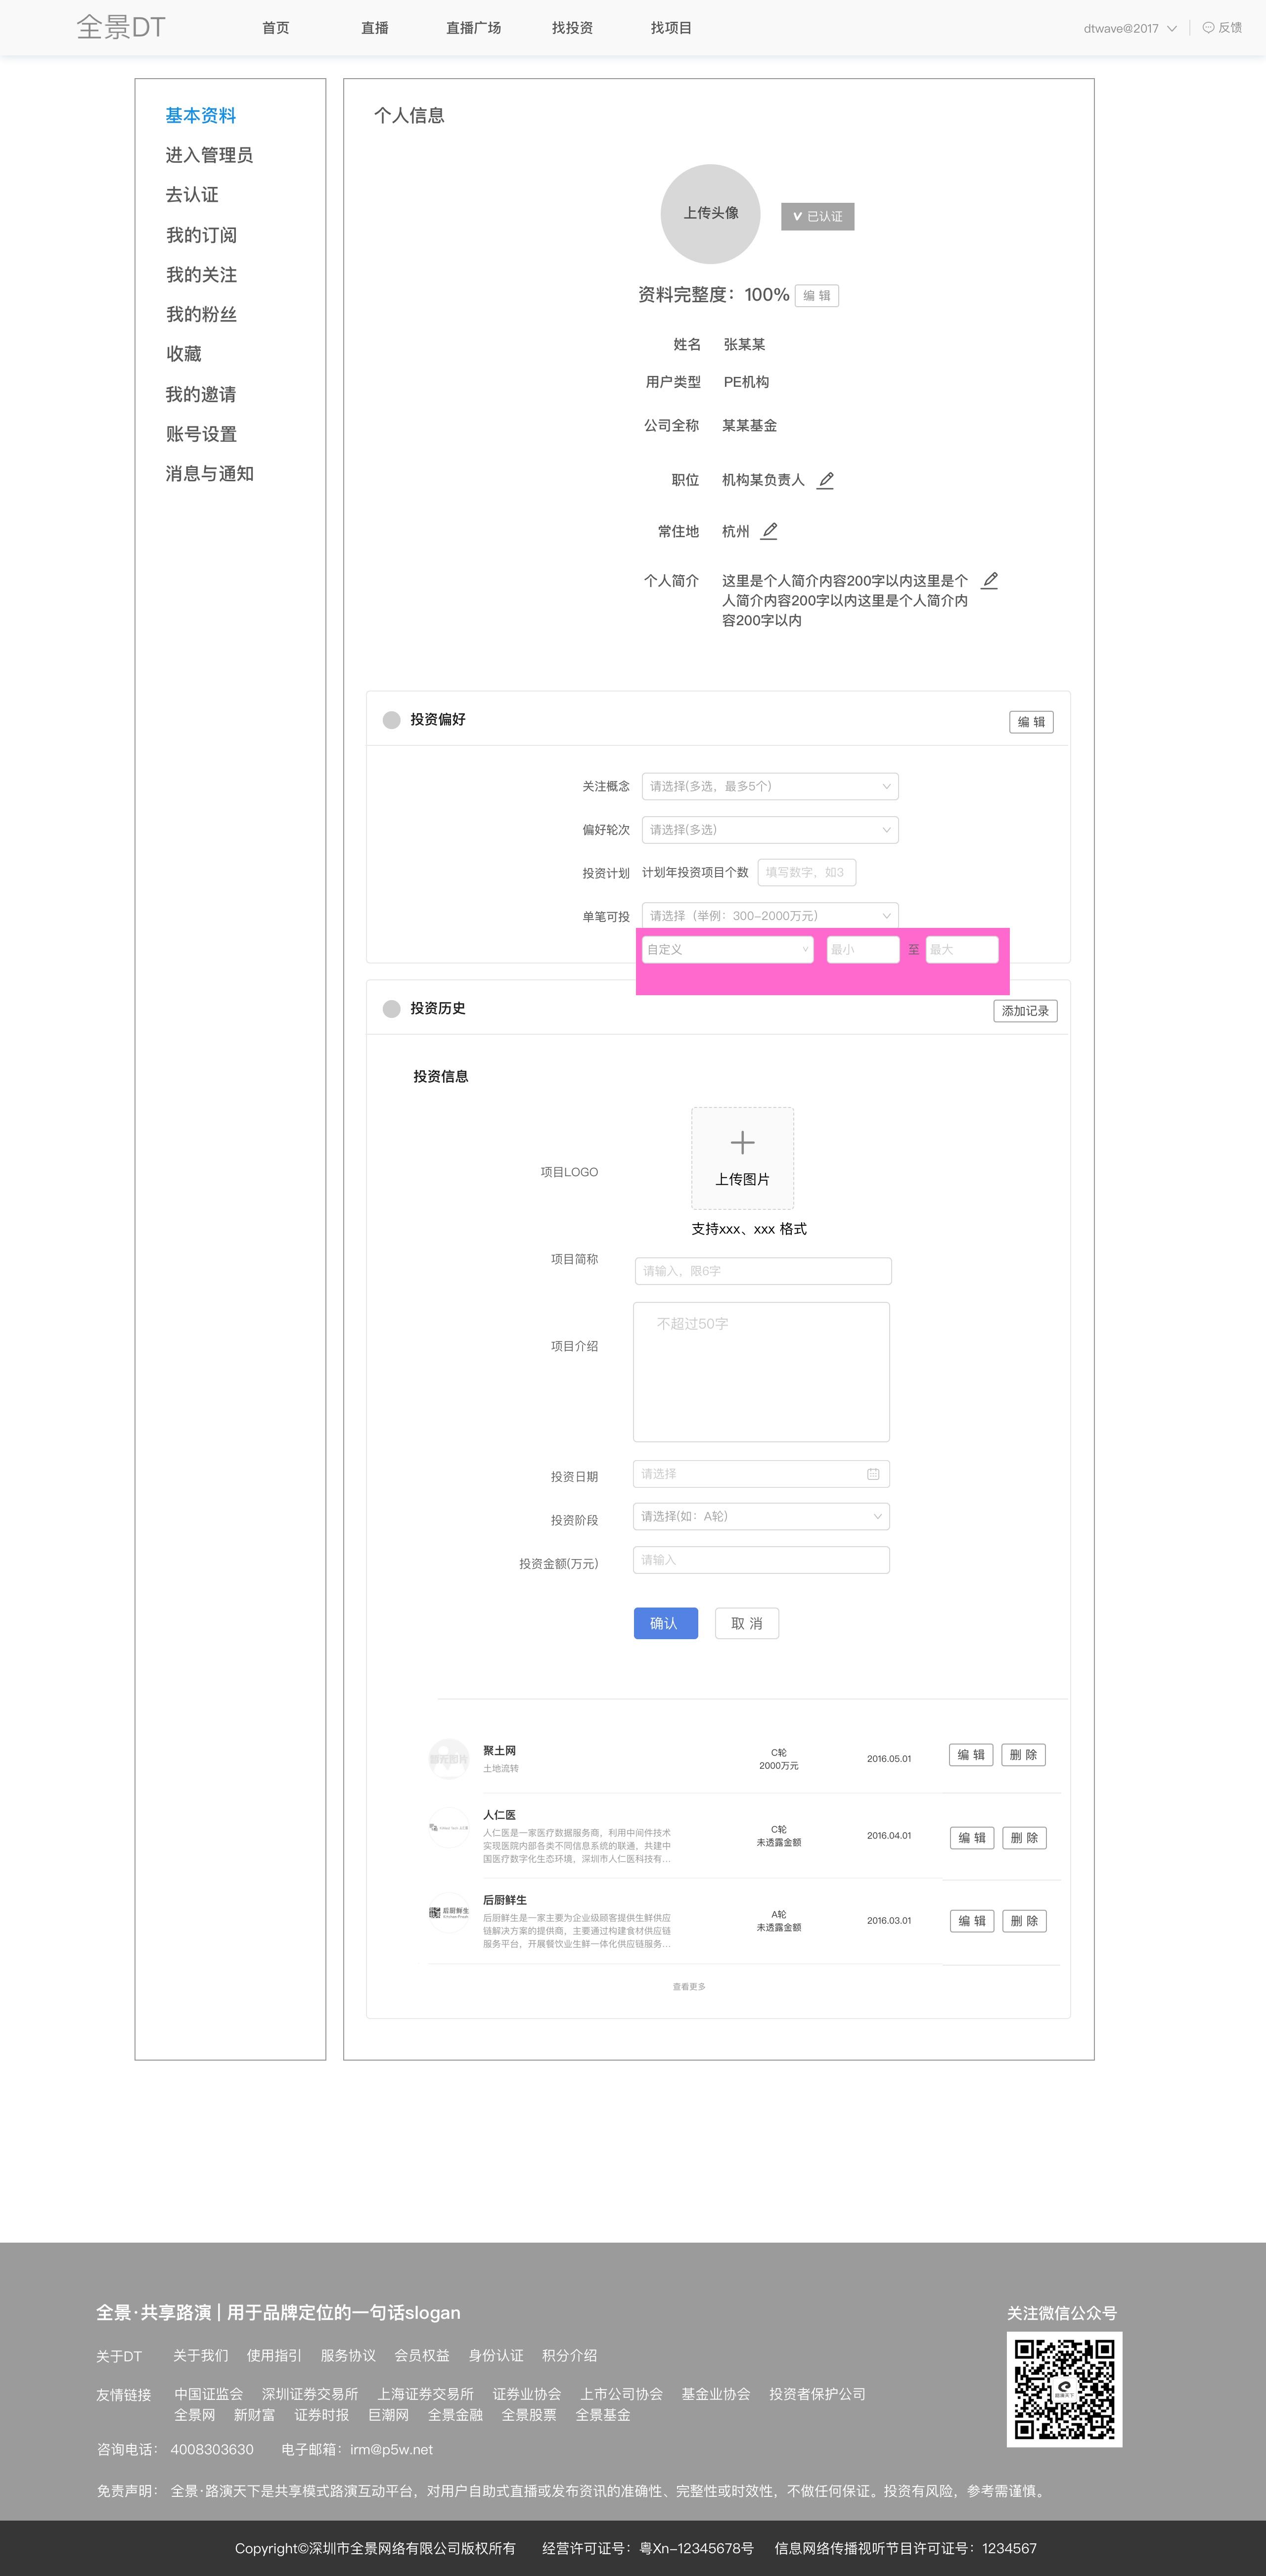 全景DT
首页 直播 直播广场 找投资 找项目
dtwave@2017 反馈
基本资料
进入管理员
去认证
我的订阅
我的关注
我的粉丝
收藏
我的邀请
账号设置
消息与通知
个人信息
上传头像
已认证
资料完整度：100% 编 辑
姓名 张某某
用户类型 PE机构
公司全称 某某基金
职位 机构某负责人
常住地 杭州
个人简介 这里是个人简介内容200字以内这里是个
人简介内容200字以内这里是个人简介内
容200字以内
投资偏好 编 辑
关注概念 请选择(多选，最多5个)
偏好轮次 请选择(多选)
投资计划 计划年投资项目个数 填写数字，如3
单笔可投 请选择（举例：300-2000万元）
自定义 最小 至 最大
投资历史 添加记录
投资信息
项目LOGO
上传图片
支持xxx、xxx 格式
项目简称 请输入，限6字
项目介绍 不超过50字
投资日期 请选择
投资阶段 请选择(如：A轮)
投资金额(万元) 请输入
确认 取 消
聚土网
土地流转
C轮
2000万元
2016.05.01
编 辑 删 除
人仁医
人仁医是一家医疗数据服务商，利用中间件技术
实现医院内部各类不同信息系统的联通，共建中
国医疗数字化生态环境，深圳市人仁医科技有...
C轮
未透露金额
2016.04.01
编 辑 删 除
后厨鲜生
后厨鲜生
后厨鲜生是一家主要为企业级顾客提供生鲜供应
链解决方案的提供商，主要通过构建食材供应链
服务平台，开展餐饮业生鲜一体化供应链服务...
A轮
未透露金额
2016.03.01
编 辑 删 除
查看更多
全景·共享路演 | 用于品牌定位的一句话slogan
关注微信公众号
关于DT 关于我们 使用指引 服务协议 会员权益 身份认证 积分介绍
友情链接 中国证监会 深圳证券交易所 上海证券交易所 证券业协会 上市公司协会 基金业协会 投资者保护公司
全景网 新财富 证券时报 巨潮网 全景金融 全景股票 全景基金
咨询电话： 4008303630 电子邮箱：irm@p5w.net
免责声明： 全景·路演天下是共享模式路演互动平台，对用户自助式直播或发布资讯的准确性、完整性或时效性，不做任何保证。投资有风险，参考需谨慎。
Copyright©深圳市全景网络有限公司版权所有 经营许可证号：粤Xn-12345678号 信息网络传播视听节目许可证号：1234567